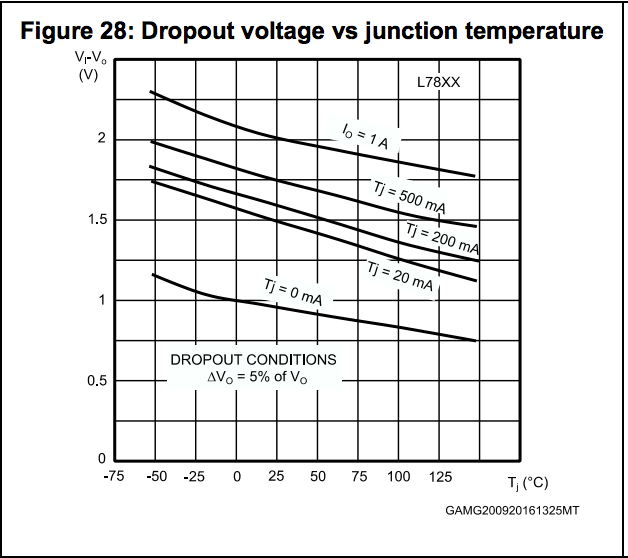 Figure 28: Dropout voltage vs junction temperature
VI-Vo
(V)
L78XX
2
IO = 1 A
Tj = 500 mA
1.5
Tj = 200 mA
Tj = 20 mA
Tj = 0 mA
1
DROPOUT CONDITIONS
ΔVO = 5% of VO
0.5
0
-75 -50 -25 0 25 50 75 100 125 Tj (°C)
GAMG200920161325MT